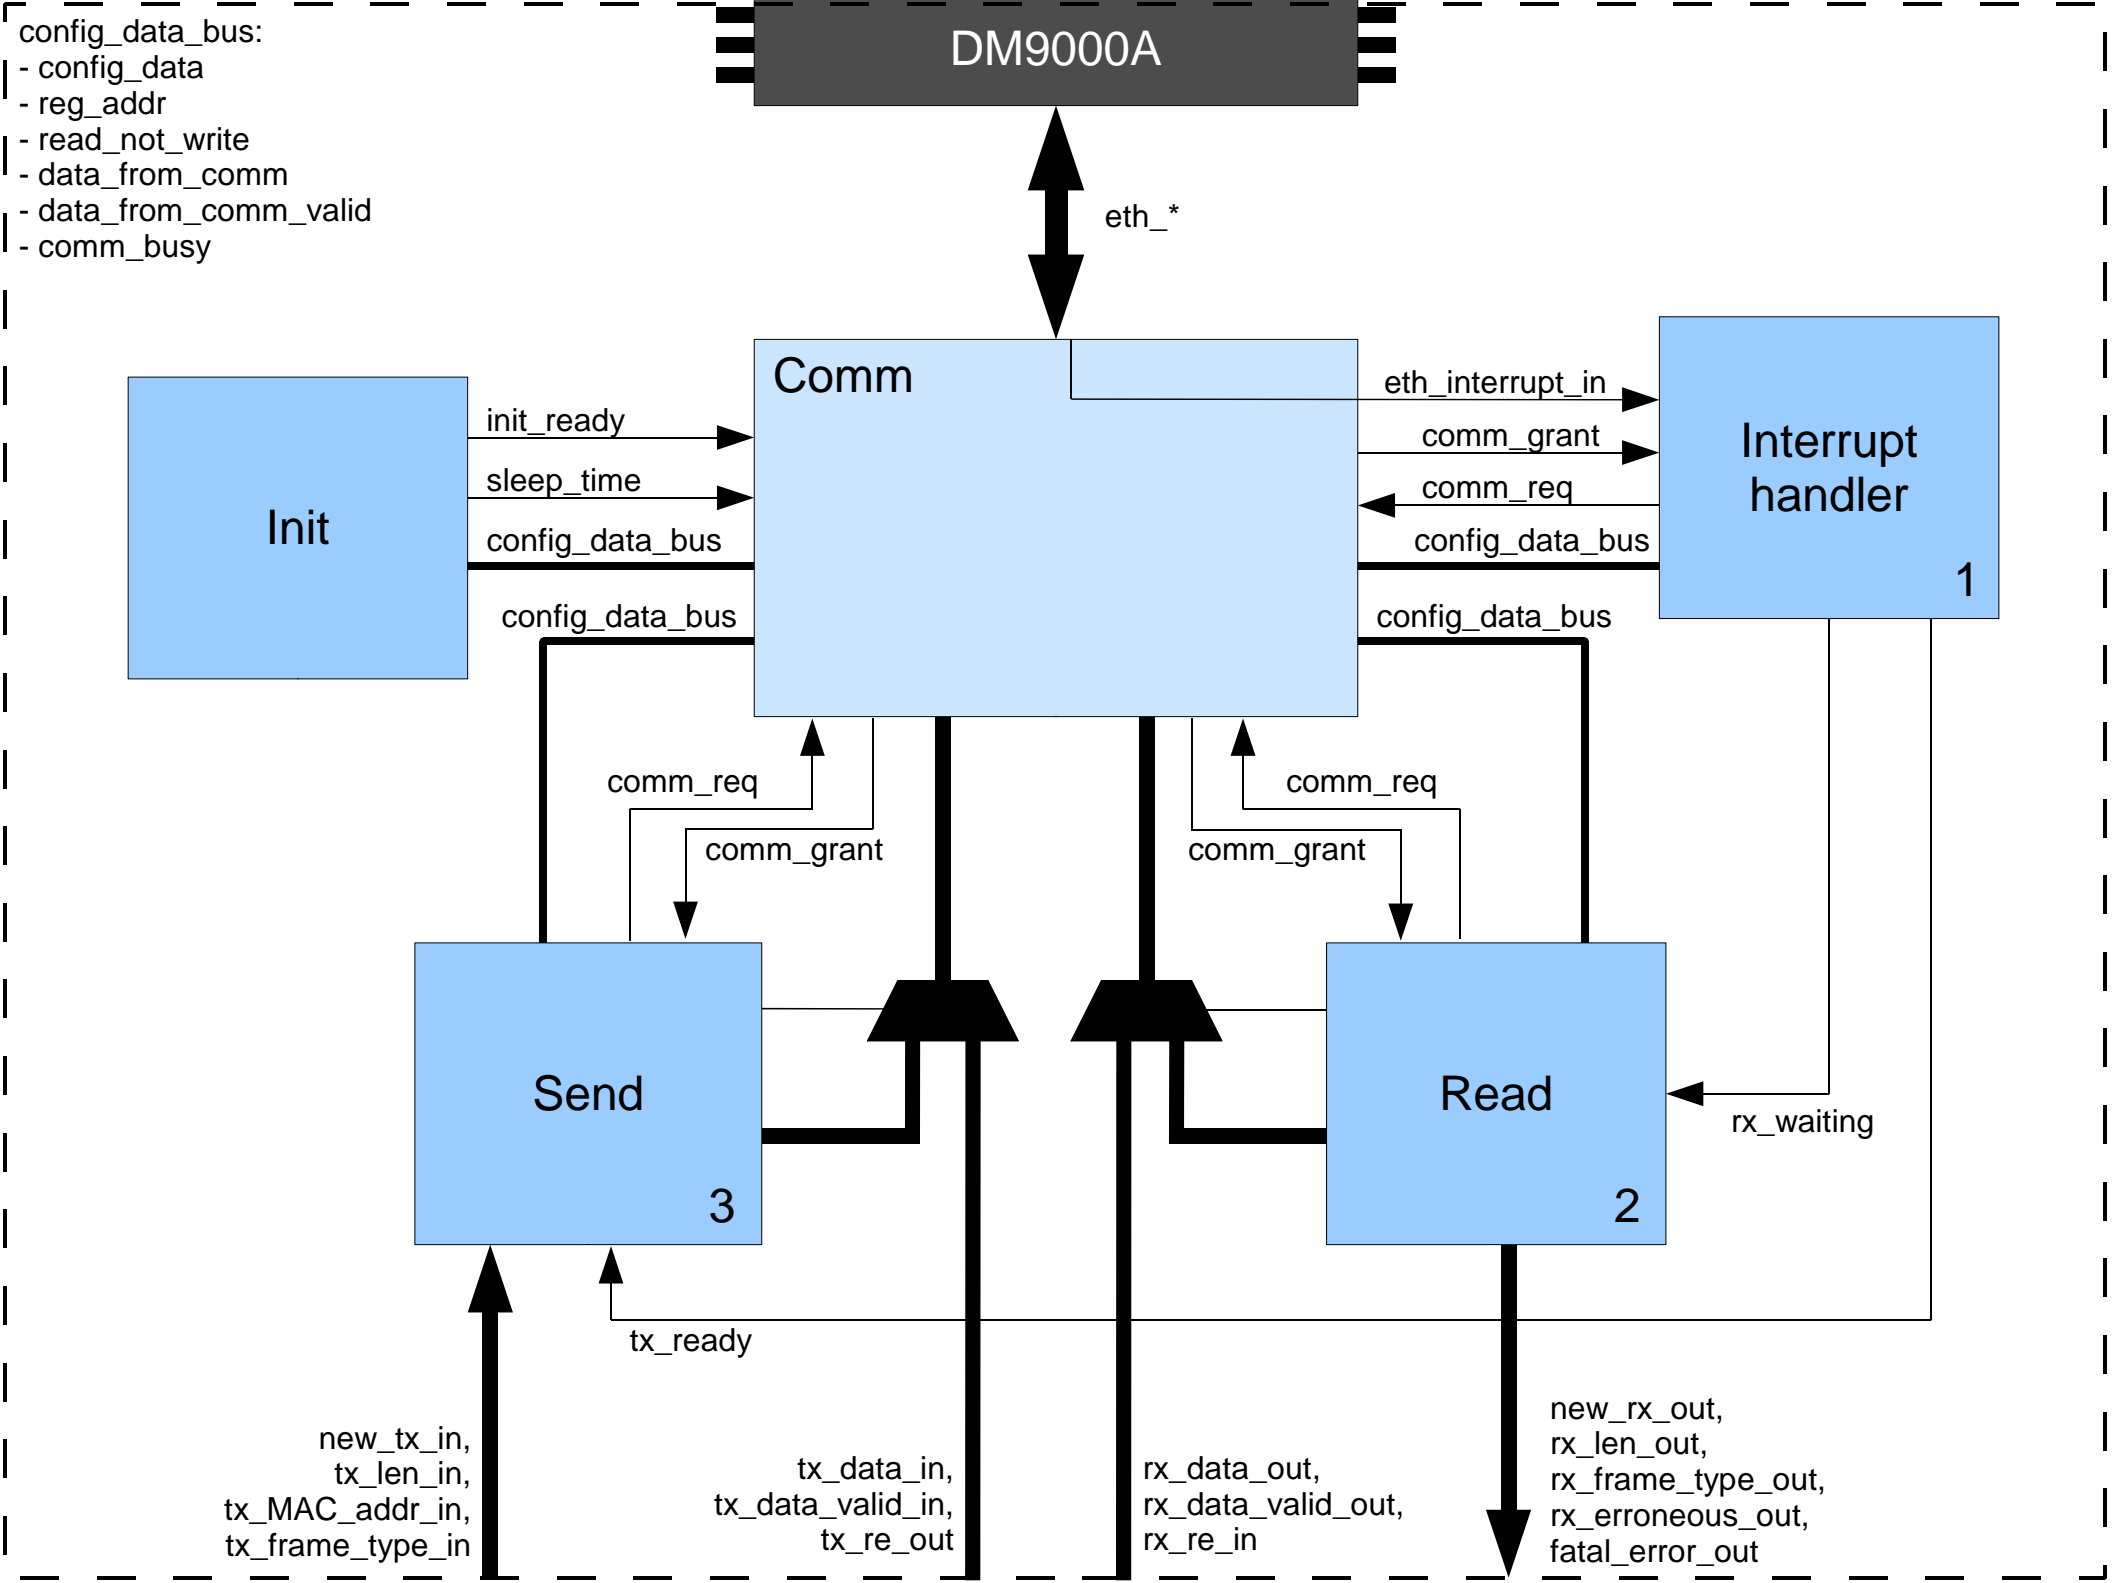 config_data_bus:
- config_data
- reg_addr
- read_not_write
- data_from_comm
- data_from_comm_valid
- comm_busy
DM9000A
eth_*
Comm
init_ready
sleep_time
config_data_bus
Init
config_data_bus
eth_interrupt_in
comm_grant
comm_req
config_data_bus
Interrupt
handler
1
config_data_bus
comm_req
comm_grant
comm_req
comm_grant
Send
3
Read
2
rx_waiting
tx_ready
new_tx_in,
tx_len_in,
tx_MAC_addr_in,
tx_frame_type_in
tx_data_in,
tx_data_valid_in,
tx_re_out
rx_data_out,
rx_data_valid_out,
rx_re_in
new_rx_out,
rx_len_out,
rx_frame_type_out,
rx_erroneous_out,
fatal_error_out